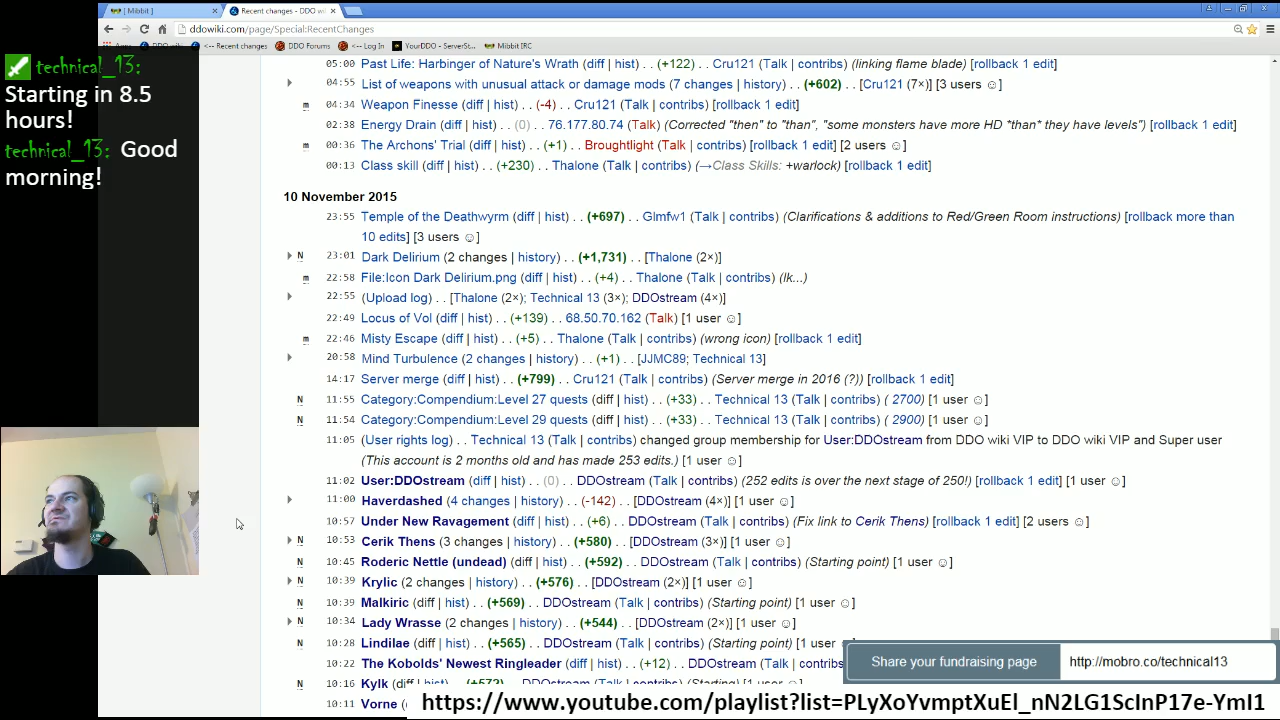 [ Mibbit ]
Recent changes - DDO wi
ddowiki.com/page/Special:RecentChanges
<-- Recent changes DDO Forums <-- Log In YourDDO - ServerSt... Mibbit IRC
technical_13:
Starting in 8.5
hours!
technical_13: Good
morning!
05:00 Past Life: Harbinger of Nature's Wrath (diff | hist) . . (+122) . . Cru121 (Talk | contribs) (linking flame blade) [rollback 1 edit]
04:55 List of weapons with unusual attack or damage mods (7 changes | history) . . (+602) . . [Cru121 (7×)] [3 users ☺]
m 04:34 Weapon Finesse (diff | hist) . . (-4) . . Cru121 (Talk | contribs) [rollback 1 edit]
02:38 Energy Drain (diff | hist) . . (0) . . 76.177.80.74 (Talk) (Corrected "then" to "than", "some monsters have more HD *than* they have levels") [rollback 1 edit]
m 00:36 The Archons' Trial (diff | hist) . . (+1) . . Broughtlight (Talk | contribs) [rollback 1 edit] [2 users ☺]
00:13 Class skill (diff | hist) . . (+230) . . Thalone (Talk | contribs) (→Class Skills: +warlock) [rollback 1 edit]
10 November 2015
23:55 Temple of the Deathwyrm (diff | hist) . . (+697) . . Glmfw1 (Talk | contribs) (Clarifications & additions to Red/Green Room instructions) [rollback more than
10 edits] [3 users ☺]
N 23:01 Dark Delirium (2 changes | history) . . (+1,731) . . [Thalone (2×)]
m 22:58 File:Icon Dark Delirium.png (diff | hist) . . (+4) . . Thalone (Talk | contribs) (Ik...)
22:55 (Upload log) . . [Thalone (2×); Technical 13 (3×); DDOstream (4×)]
22:49 Locus of Vol (diff | hist) . . (+139) . . 68.50.70.162 (Talk) [1 user ☺]
m 22:46 Misty Escape (diff | hist) . . (+5) . . Thalone (Talk | contribs) (wrong icon) [rollback 1 edit]
20:58 Mind Turbulence (2 changes | history) . . (+1) . . [JJMC89; Technical 13]
14:17 Server merge (diff | hist) . . (+799) . . Cru121 (Talk | contribs) (Server merge in 2016 (?)) [rollback 1 edit]
N 11:55 Category:Compendium:Level 27 quests (diff | hist) . . (+33) . . Technical 13 (Talk | contribs) ( 2700) [1 user ☺]
N 11:54 Category:Compendium:Level 29 quests (diff | hist) . . (+33) . . Technical 13 (Talk | contribs) ( 2900) [1 user ☺]
11:05 (User rights log) . . Technical 13 (Talk | contribs) changed group membership for User:DDOstream from DDO wiki VIP to DDO wiki VIP and Super user
(This account is 2 months old and has made 253 edits.) [1 user ☺]
11:02 User:DDOstream (diff | hist) . . (0) . . DDOstream (Talk | contribs) (252 edits is over the next stage of 250!) [rollback 1 edit] [1 user ☺]
11:00 Haverdashed (4 changes | history) . . (-142) . . [DDOstream (4×)] [1 user ☺]
10:57 Under New Ravagement (diff | hist) . . (+6) . . DDOstream (Talk | contribs) (Fix link to Cerik Thens) [rollback 1 edit] [2 users ☺]
N 10:53 Cerik Thens (3 changes | history) . . (+580) . . [DDOstream (3×)] [1 user ☺]
N 10:45 Roderic Nettle (undead) (diff | hist) . . (+592) . . DDOstream (Talk | contribs) (Starting point) [1 user ☺]
N 10:39 Krylic (2 changes | history) . . (+576) . . [DDOstream (2×)] [1 user ☺]
N 10:39 Malkiric (diff | hist) . . (+569) . . DDOstream (Talk | contribs) (Starting point) [1 user ☺]
N 10:34 Lady Wrasse (2 changes | history) . . (+544) . . [DDOstream (2×)] [1 user ☺]
N 10:28 Lindilae (diff | hist) . . (+565) . . DDOstream (Talk | contribs) (Starting point) [1 user
10:22 The Kobolds' Newest Ringleader (diff | hist) . . (+12) . . DDOstream (Talk | contribs
N 10:16 Kylk (diff | hist) . . (+572) . . DDOstream (Talk | contribs) (Starting) [1 user ☺]
10:11 Vorne (
Share your fundraising page http://mobro.co/technical13
https://www.youtube.com/playlist?list=PLyXoYvmptXuEl_nN2LG1ScInP17e-YmI1